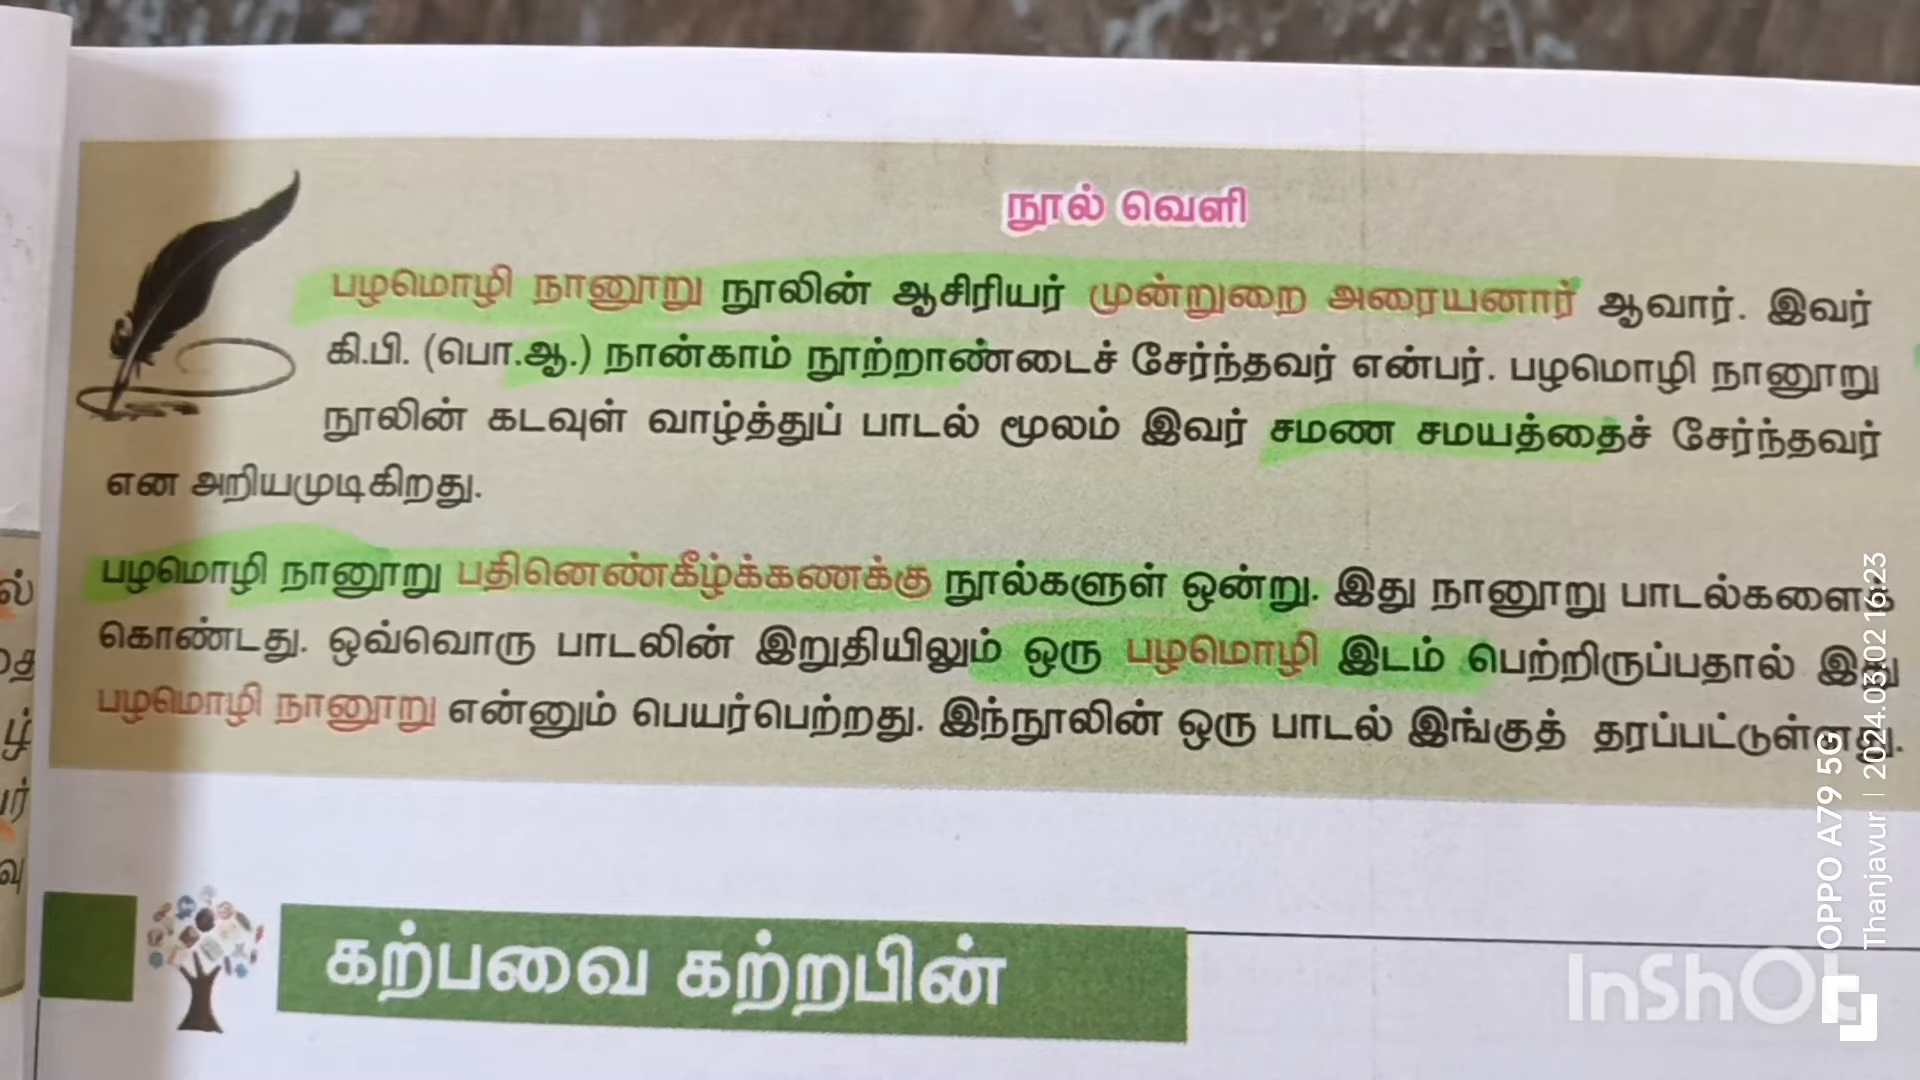 நூல் வெளி
பழமொழி நானூறு நூலின் ஆசிரியர் முன்றுறை அரையனார் ஆவார். இவர்
கி.பி. (பொ.ஆ.) நான்காம் நூற்றாண்டைச் சேர்ந்தவர் என்பர். பழமொழி நானூறு
நூலின் கடவுள் வாழ்த்துப் பாடல் மூலம் இவர் சமண சமயத்தைச் சேர்ந்தவர்
என அறியமுடிகிறது.
பழமொழி நானூறு பதினெண்கீழ்க்கணக்கு நூல்களுள் ஒன்று. இது நானூறு பாடல்களைக்
கொண்டது. ஒவ்வொரு பாடலின் இறுதியிலும் ஒரு பழமொழி இடம் பெற்றிருப்பதால் இது
பழமொழி நானூறு என்னும் பெயர்பெற்றது. இந்நூலின் ஒரு பாடல் இங்குத் தரப்பட்டுள்ளது.
கற்பவை கற்றபின்
OPPO A79 5G
Thanjavur | 2024.03.02 16:23
InShOt